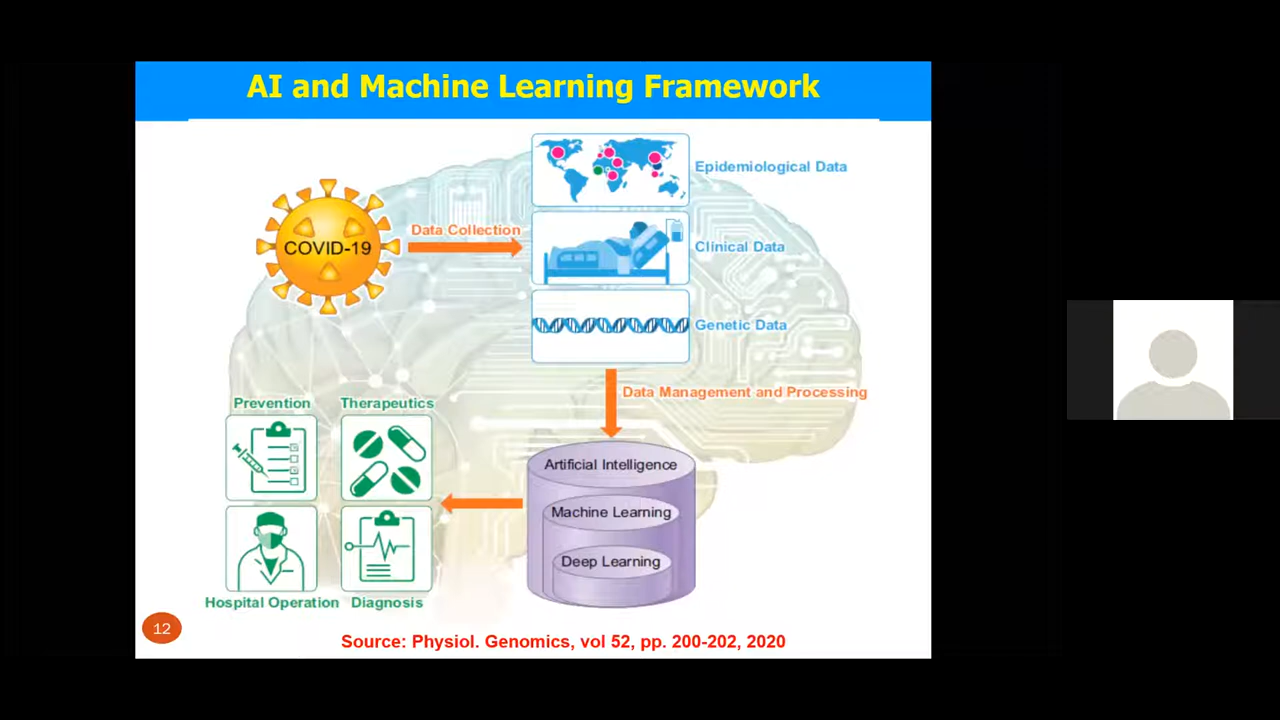 AI and Machine Learning Framework
Epidemiological Data
COVID-19
Data Collection
Clinical Data
Genetic Data
Data Management and Processing
Prevention
Therapeutics
Artificial Intelligence
Machine Learning
Deep Learning
Hospital Operation
Diagnosis
12
Source: Physiol. Genomics, vol 52, pp. 200-202, 2020